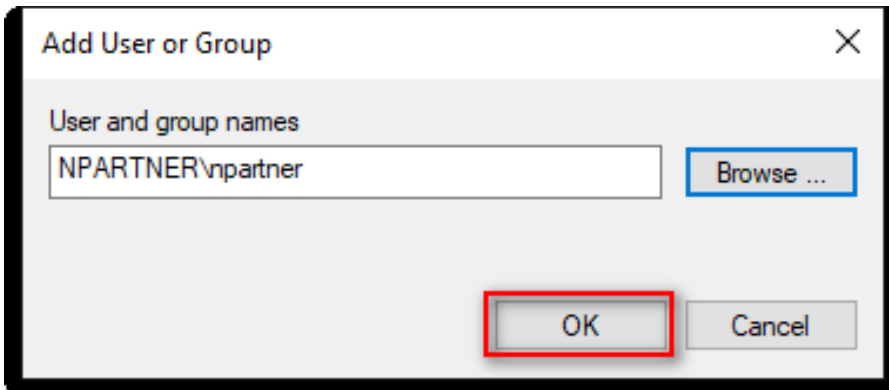 Add User or Group
User and group names
NPARTNER\npartner
Browse ...
OK
Cancel